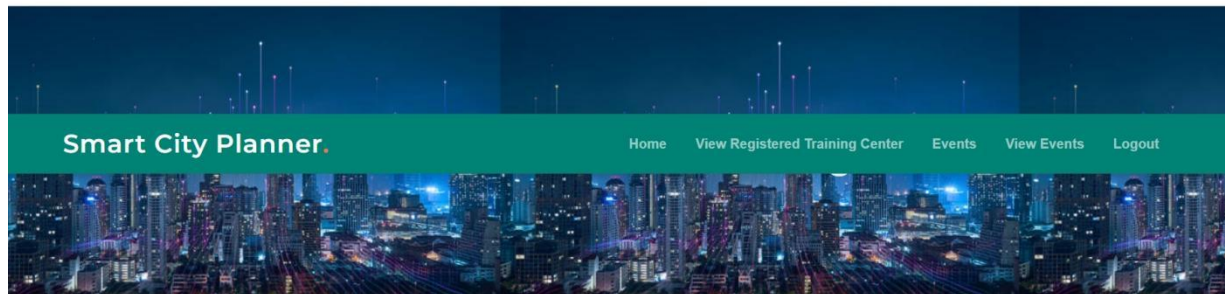 Smart City Planner.
Home View Registered Training Center Events View Events Logout